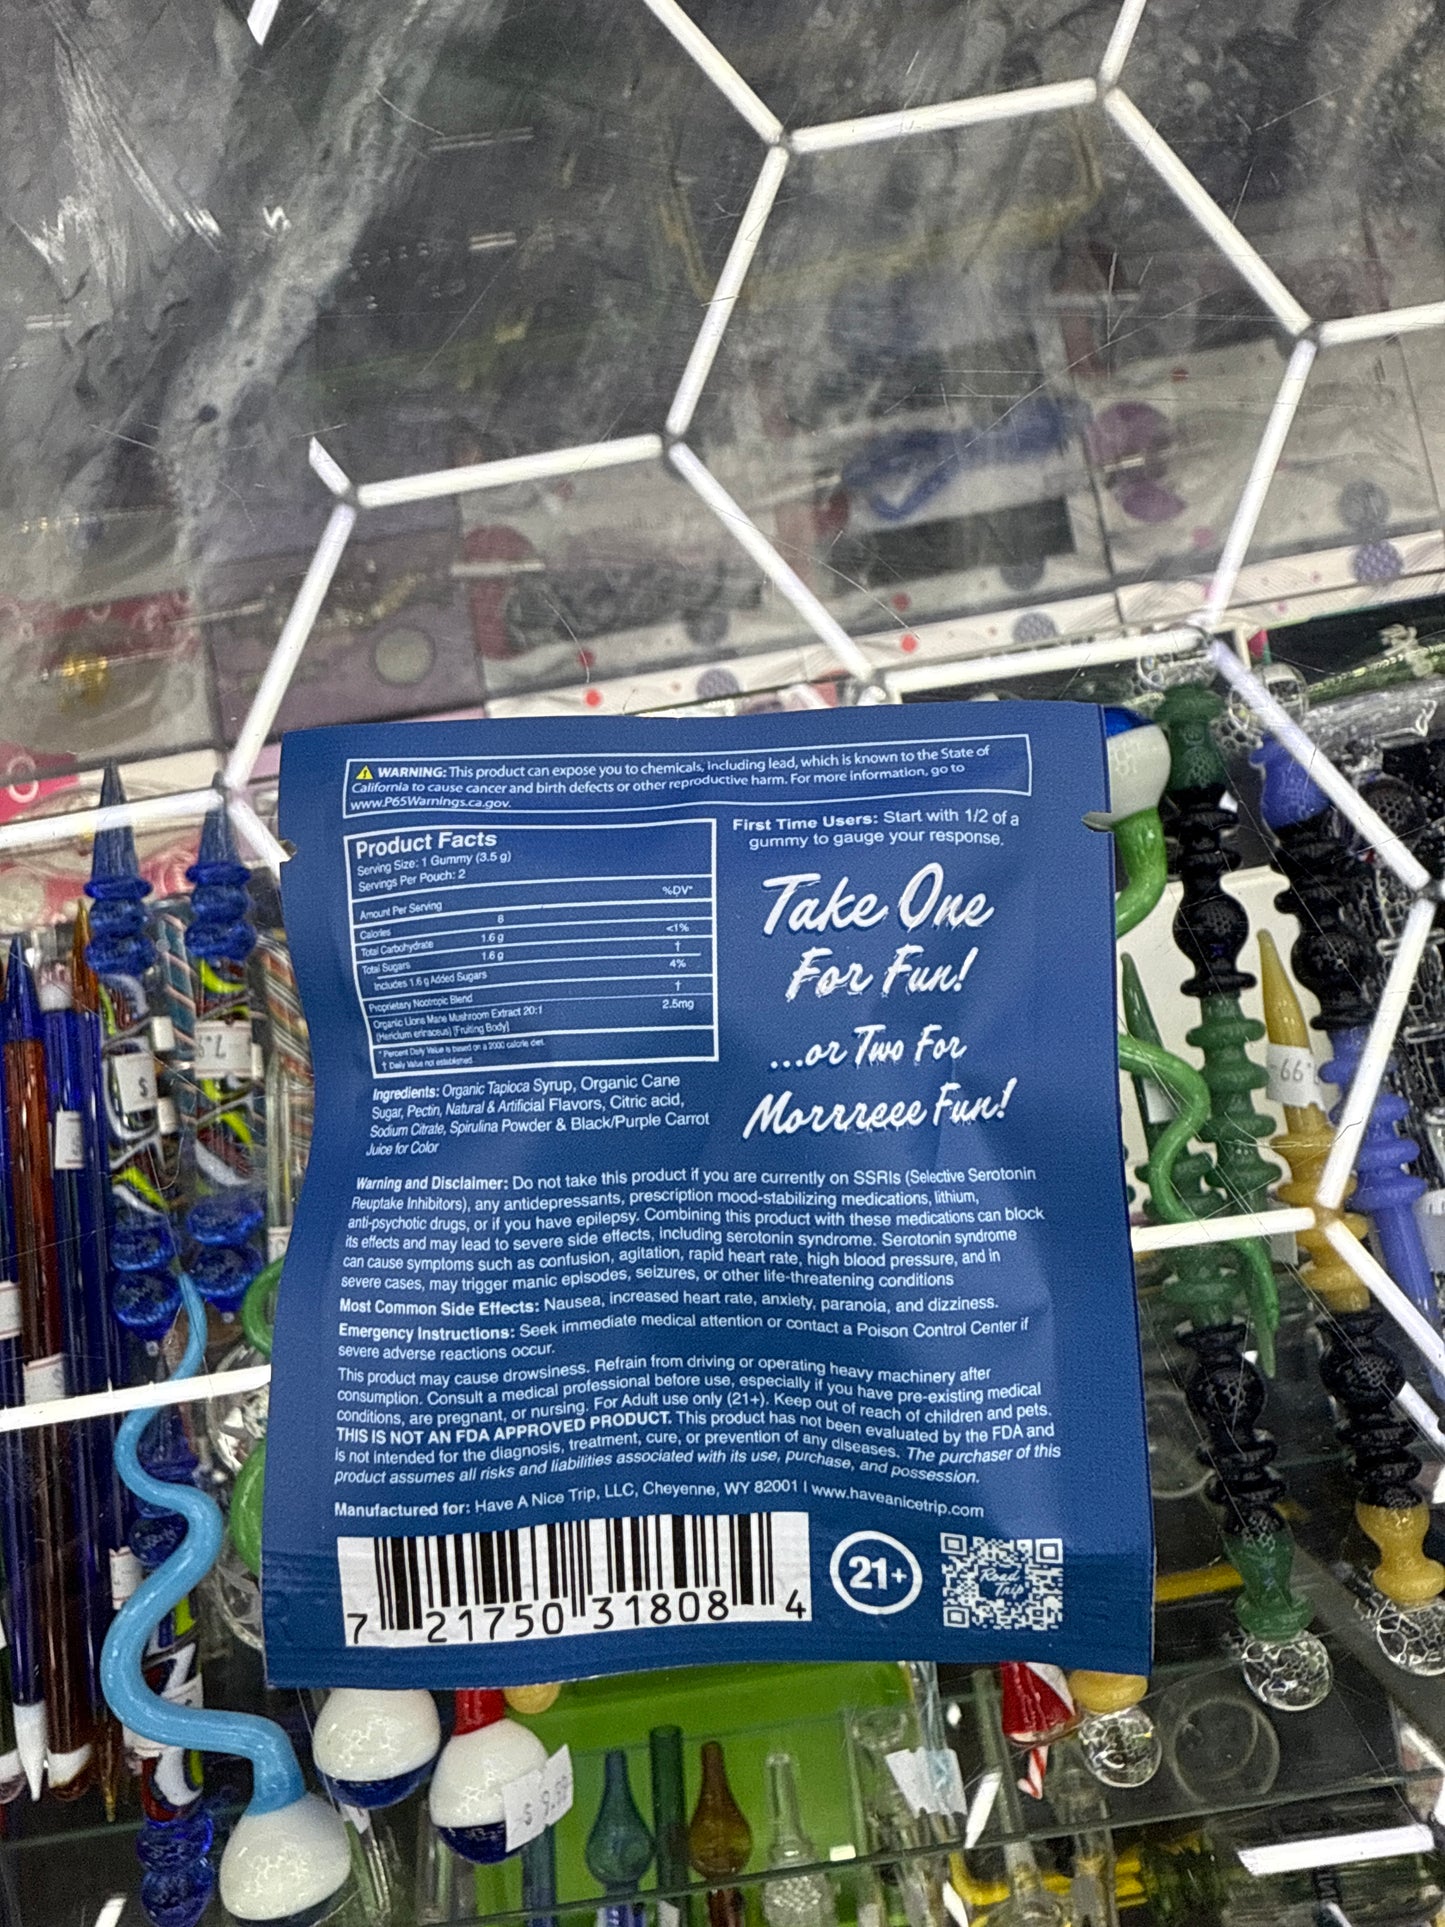 WARNING: This product can expose you to chemicals, including lead, which is known to the State of
California to cause cancer and birth defects or other reproductive harm. For more information, go to
www.P65Warnings.ca.gov.
Product Facts
Serving Size: 1 Gummy (3.5 g)
Servings Per Pouch: 2
Amount Per Serving %DV*
Calories 8
Total Carbohydrate 1.6 g <1%
Total Sugars 1.6 g †
Includes 1.6 g Added Sugars 4%
Proprietary Nootropic Blend †
Organic Lions Mane Mushroom Extract 20:1 2.5mg
(Hericium erinaceus) [Fruiting Body]
* Percent Daily Value is based on a 2000 calorie diet.
† Daily Value not established.
Ingredients: Organic Tapioca Syrup, Organic Cane
Sugar, Pectin, Natural & Artificial Flavors, Citric acid,
Sodium Citrate, Spirulina Powder & Black/Purple Carrot
Juice for Color
First Time Users: Start with 1/2 of a
gummy to gauge your response.
Take One
For Fun!
...or Two For
Morrreee Fun!
Warning and Disclaimer: Do not take this product if you are currently on SSRIs (Selective Serotonin
Reuptake Inhibitors), any antidepressants, prescription mood-stabilizing medications, lithium,
anti-psychotic drugs, or if you have epilepsy. Combining this product with these medications can block
its effects and may lead to severe side effects, including serotonin syndrome. Serotonin syndrome
can cause symptoms such as confusion, agitation, rapid heart rate, high blood pressure, and in
severe cases, may trigger manic episodes, seizures, or other life-threatening conditions
Most Common Side Effects: Nausea, increased heart rate, anxiety, paranoia, and dizziness.
Emergency Instructions: Seek immediate medical attention or contact a Poison Control Center if
severe adverse reactions occur.
This product may cause drowsiness. Refrain from driving or operating heavy machinery after
consumption. Consult a medical professional before use, especially if you have pre-existing medical
conditions, are pregnant, or nursing. For Adult use only (21+). Keep out of reach of children and pets.
THIS IS NOT AN FDA APPROVED PRODUCT. This product has not been evaluated by the FDA and
is not intended for the diagnosis, treatment, cure, or prevention of any diseases. The purchaser of this
product assumes all risks and liabilities associated with its use, purchase, and possession.
Manufactured for: Have A Nice Trip, LLC, Cheyenne, WY 82001 | www.haveanicetrip.com
7 21750 31808 4
21+
Road
Trip